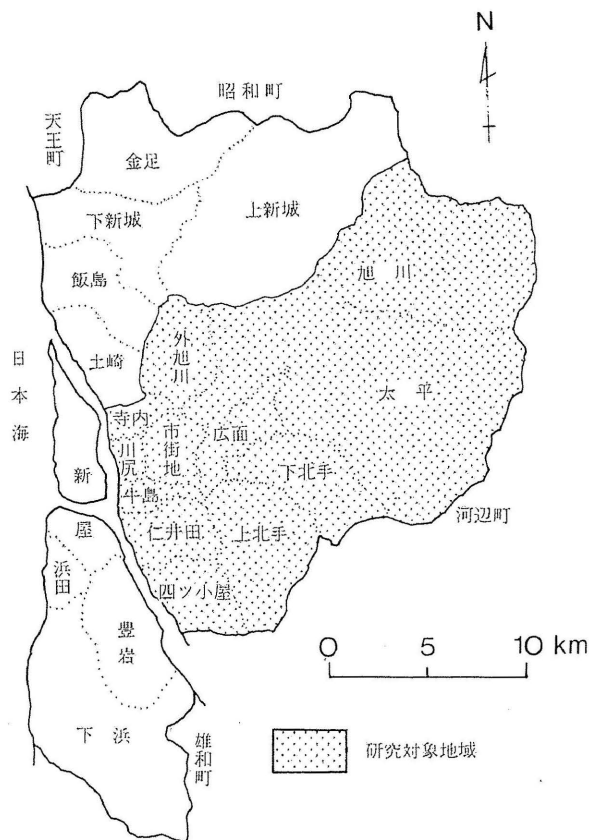 N
昭和町
天王町
金足
上新城
下新城
旭川
飯島
外旭川
土崎
日本海
太平
寺内
市街地
広面
川尻
下北手
新
牛島
河辺町
屋
仁井田
上北手
浜田
四ツ小屋
豊岩
0 5 10 km
下浜
雄和町
研究対象地域